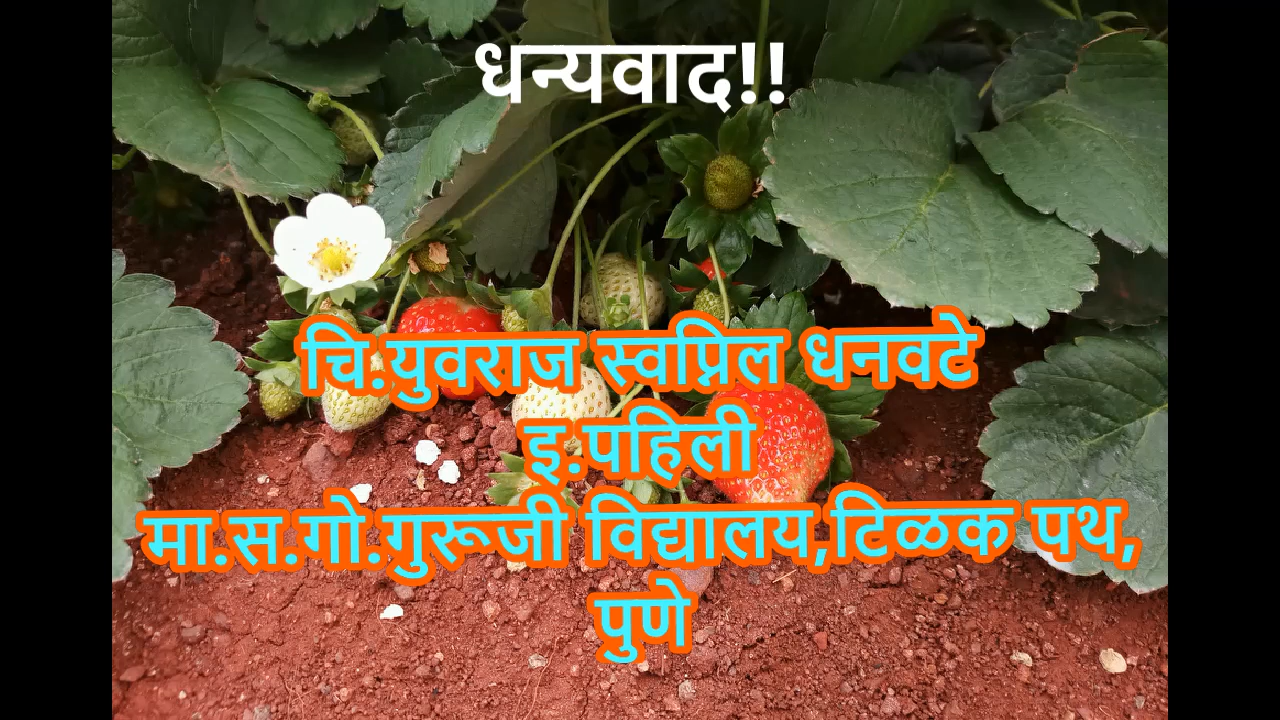 धन्यवाद!!
चि.युवराज स्वप्निल धनवटे
इ.पहिली
मा.स.गो.गुरूजी विद्यालय,टिळक पथ,
पुणे